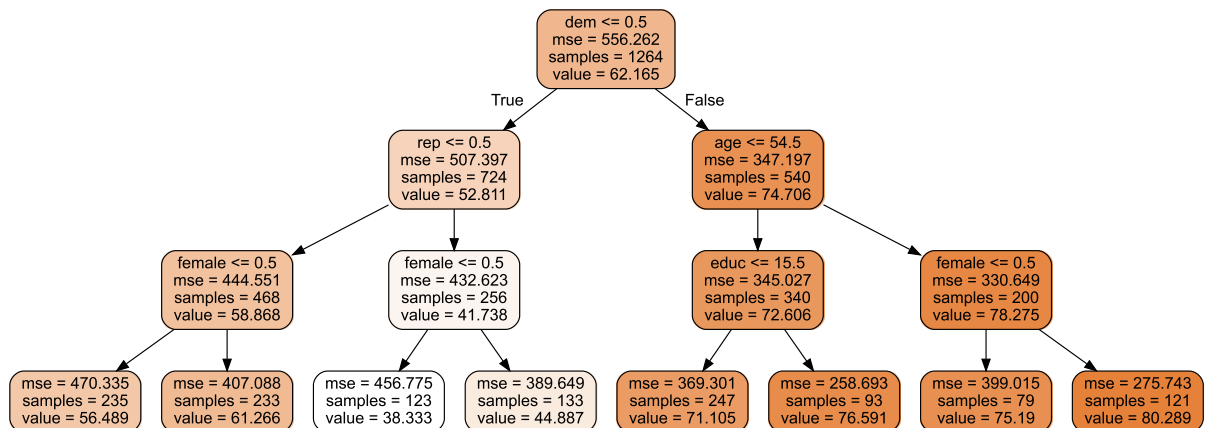 dem <= 0.5
mse = 556.262
samples = 1264
value = 62.165
True
False
rep <= 0.5
mse = 507.397
samples = 724
value = 52.811
age <= 54.5
mse = 347.197
samples = 540
value = 74.706
female <= 0.5
mse = 444.551
samples = 468
value = 58.868
female <= 0.5
mse = 432.623
samples = 256
value = 41.738
educ <= 15.5
mse = 345.027
samples = 340
value = 72.606
female <= 0.5
mse = 330.649
samples = 200
value = 78.275
mse = 470.335
samples = 235
value = 56.489
mse = 407.088
samples = 233
value = 61.266
mse = 456.775
samples = 123
value = 38.333
mse = 389.649
samples = 133
value = 44.887
mse = 369.301
samples = 247
value = 71.105
mse = 258.693
samples = 93
value = 76.591
mse = 399.015
samples = 79
value = 75.19
mse = 275.743
samples = 121
value = 80.289